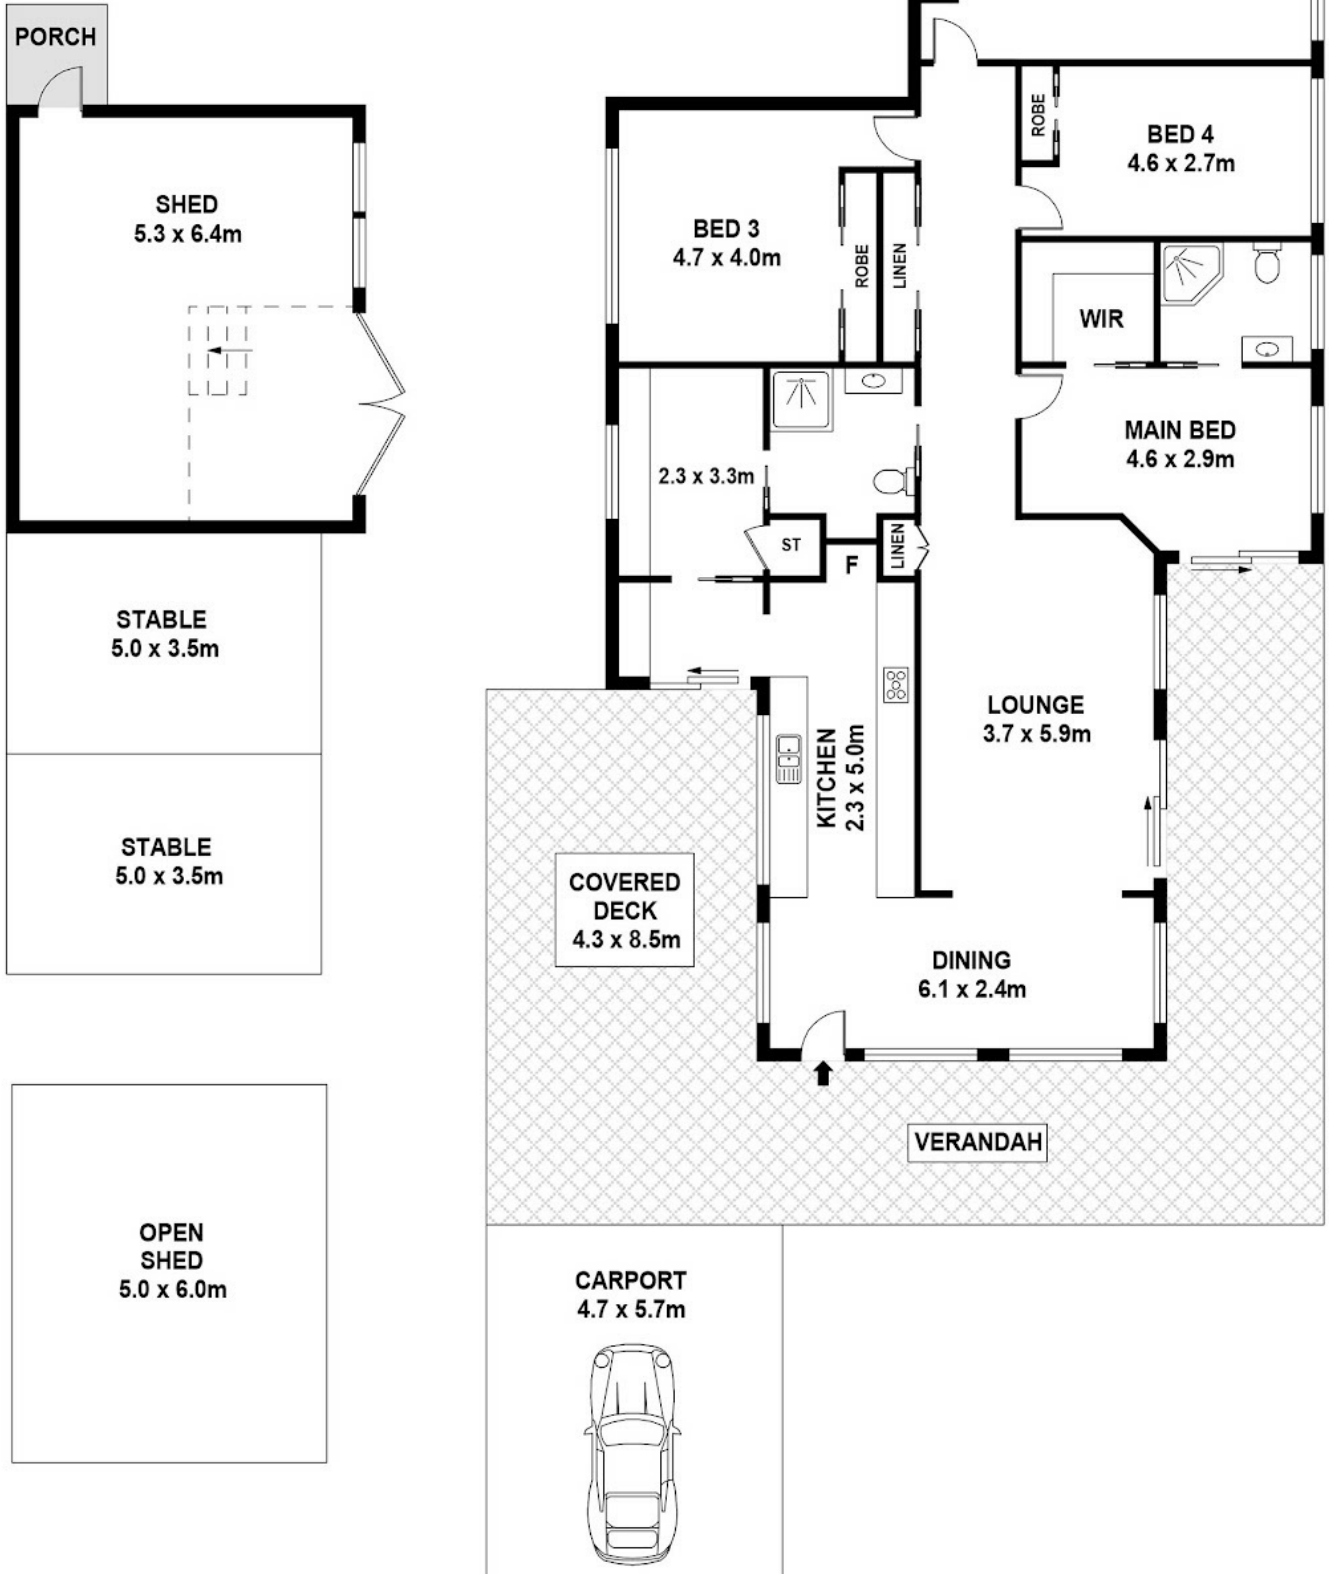 PORCH
SHED
5.3 x 6.4m
STABLE
5.0 x 3.5m
STABLE
5.0 x 3.5m
OPEN
SHED
5.0 x 6.0m
BED 3
4.7 x 4.0m
ROBE
LINEN
ROBE
BED 4
4.6 x 2.7m
WIR
MAIN BED
4.6 x 2.9m
2.3 x 3.3m
ST
F
LINEN
LOUNGE
3.7 x 5.9m
KITCHEN
2.3 x 5.0m
COVERED
DECK
4.3 x 8.5m
DINING
6.1 x 2.4m
VERANDAH
CARPORT
4.7 x 5.7m